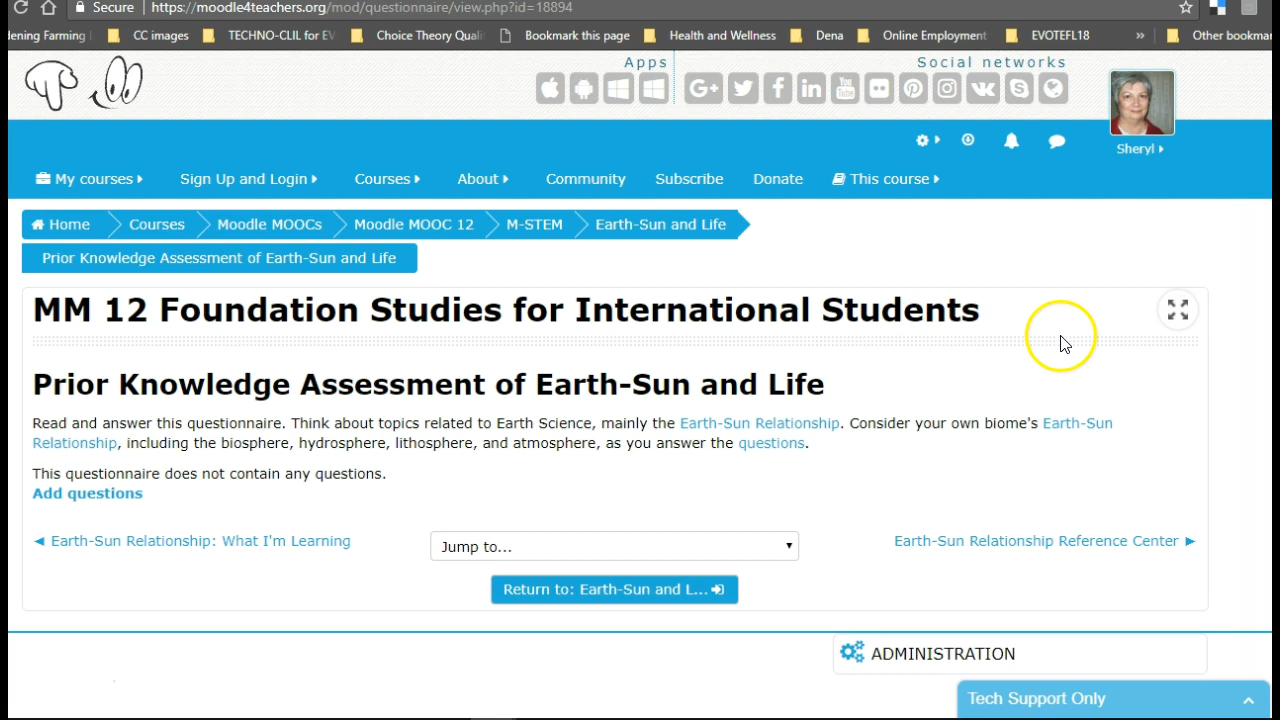 Secure https://moodle4teachers.org/mod/questionnaire/view.php?id=18894
dening Farming CC images TECHNO-CLIL for EV Choice Theory Quali Bookmark this page Health and Wellness Dena Online Employment EVOTEFL18 » Other bookmar
Apps Social networks
Sheryl
My courses Sign Up and Login Courses About Community Subscribe Donate This course
Home Courses Moodle MOOCs Moodle MOOC 12 M-STEM Earth-Sun and Life
Prior Knowledge Assessment of Earth-Sun and Life
MM 12 Foundation Studies for International Students
Prior Knowledge Assessment of Earth-Sun and Life
Read and answer this questionnaire. Think about topics related to Earth Science, mainly the Earth-Sun Relationship. Consider your own biome's Earth-Sun
Relationship, including the biosphere, hydrosphere, lithosphere, and atmosphere, as you answer the questions.
This questionnaire does not contain any questions.
Add questions
◄ Earth-Sun Relationship: What I'm Learning Jump to... Earth-Sun Relationship Reference Center ►
Return to: Earth-Sun and L...
ADMINISTRATION
Tech Support Only